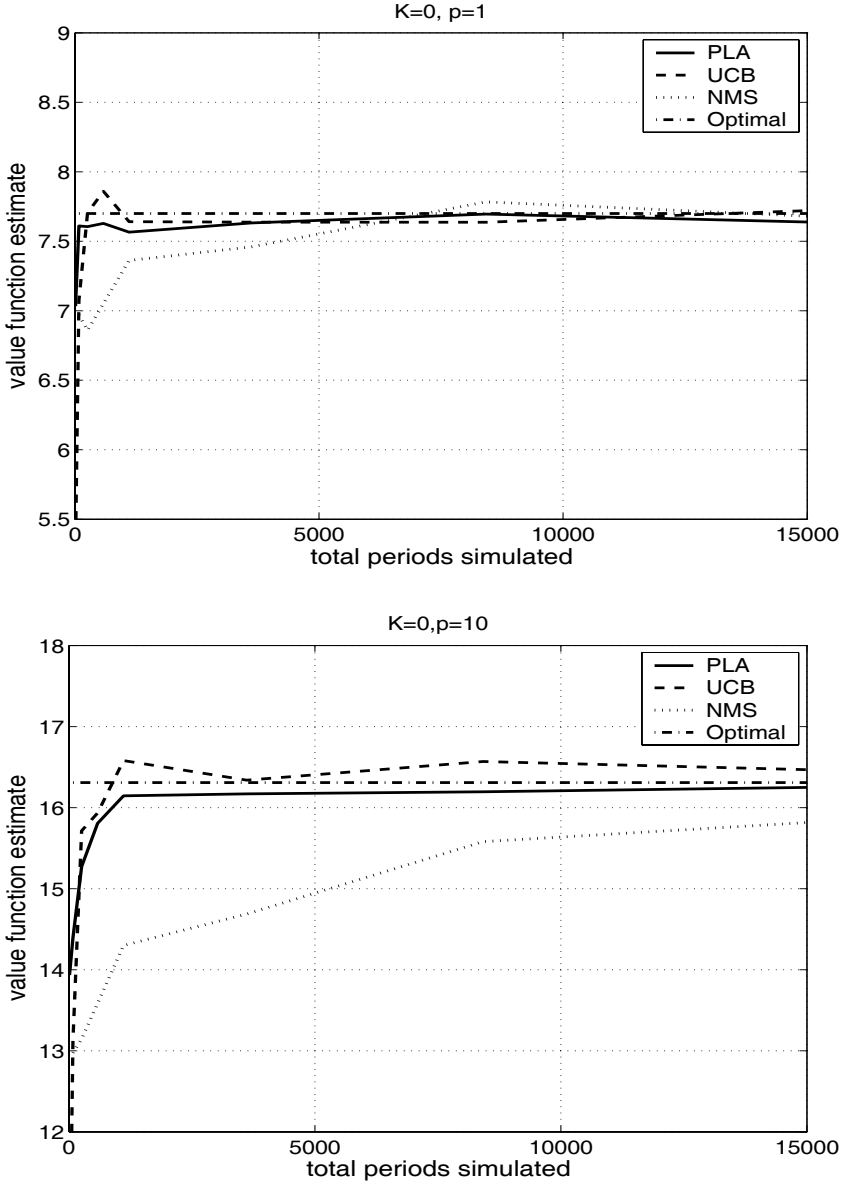 K=0, p=1
9
8.5
8
7.5
7
6.5
6
5.5
value function estimate
PLA
UCB
NMS
Optimal
0
5000
10000
15000
total periods simulated
K=0,p=10
18
17
16
15
14
13
12
value function estimate
PLA
UCB
NMS
Optimal
0
5000
10000
15000
total periods simulated